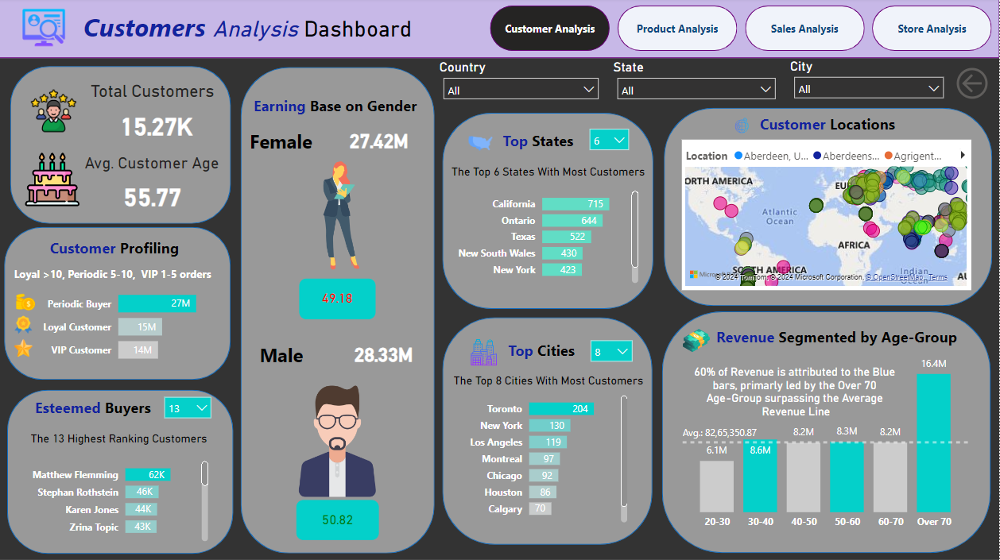 Customers Analysis Dashboard
Customer Analysis
Product Analysis
Sales Analysis
Store Analysis
Country
State
City
All
All
All
Total Customers
15.27K
Avg. Customer Age
55.77
Customer Profiling
Loyal >10, Periodic 5-10,  VIP 1-5 orders
Periodic Buyer 27M
Loyal Customer 15M
VIP Customer 14M
Esteemed Buyers 13
The 13 Highest Ranking Customers
Matthew Flemming 62K
Stephan Rothstein 46K
Karen Jones 44K
Zrina Topic 43K
Earning Base on Gender
Female 27.42M
49.18
Male 28.33M
50.82
Top States 6
The Top 6 States With Most Customers
California 715
Ontario 644
Texas 522
New South Wales 430
New York 423
Top Cities 8
The Top 8 Cities With Most Customers
Toronto 204
New York 130
Los Angeles 119
Montreal 97
Chicago 92
Houston 86
Calgary 70
Customer Locations
Location Aberdeen, U... Aberdeens... Agrigent...
ORTH AMERICA
EU
Atlantic
Ocean
AFRICA
SOUTH AMERICA
Indian
Ocean
AU
© 2024 TomTom, © 2024 Microsoft Corporation, © OpenStreetMap Terms
Revenue Segmented by Age-Group
60% of Revenue is attributed to the Blue
bars, primarily led by the Over 70
Age-Group surpassing the Average
Revenue Line
Avg.: 82,65,350.87
6.1M
8.6M
8.2M
8.3M
8.2M
16.4M
20-30
30-40
40-50
50-60
60-70
Over 70